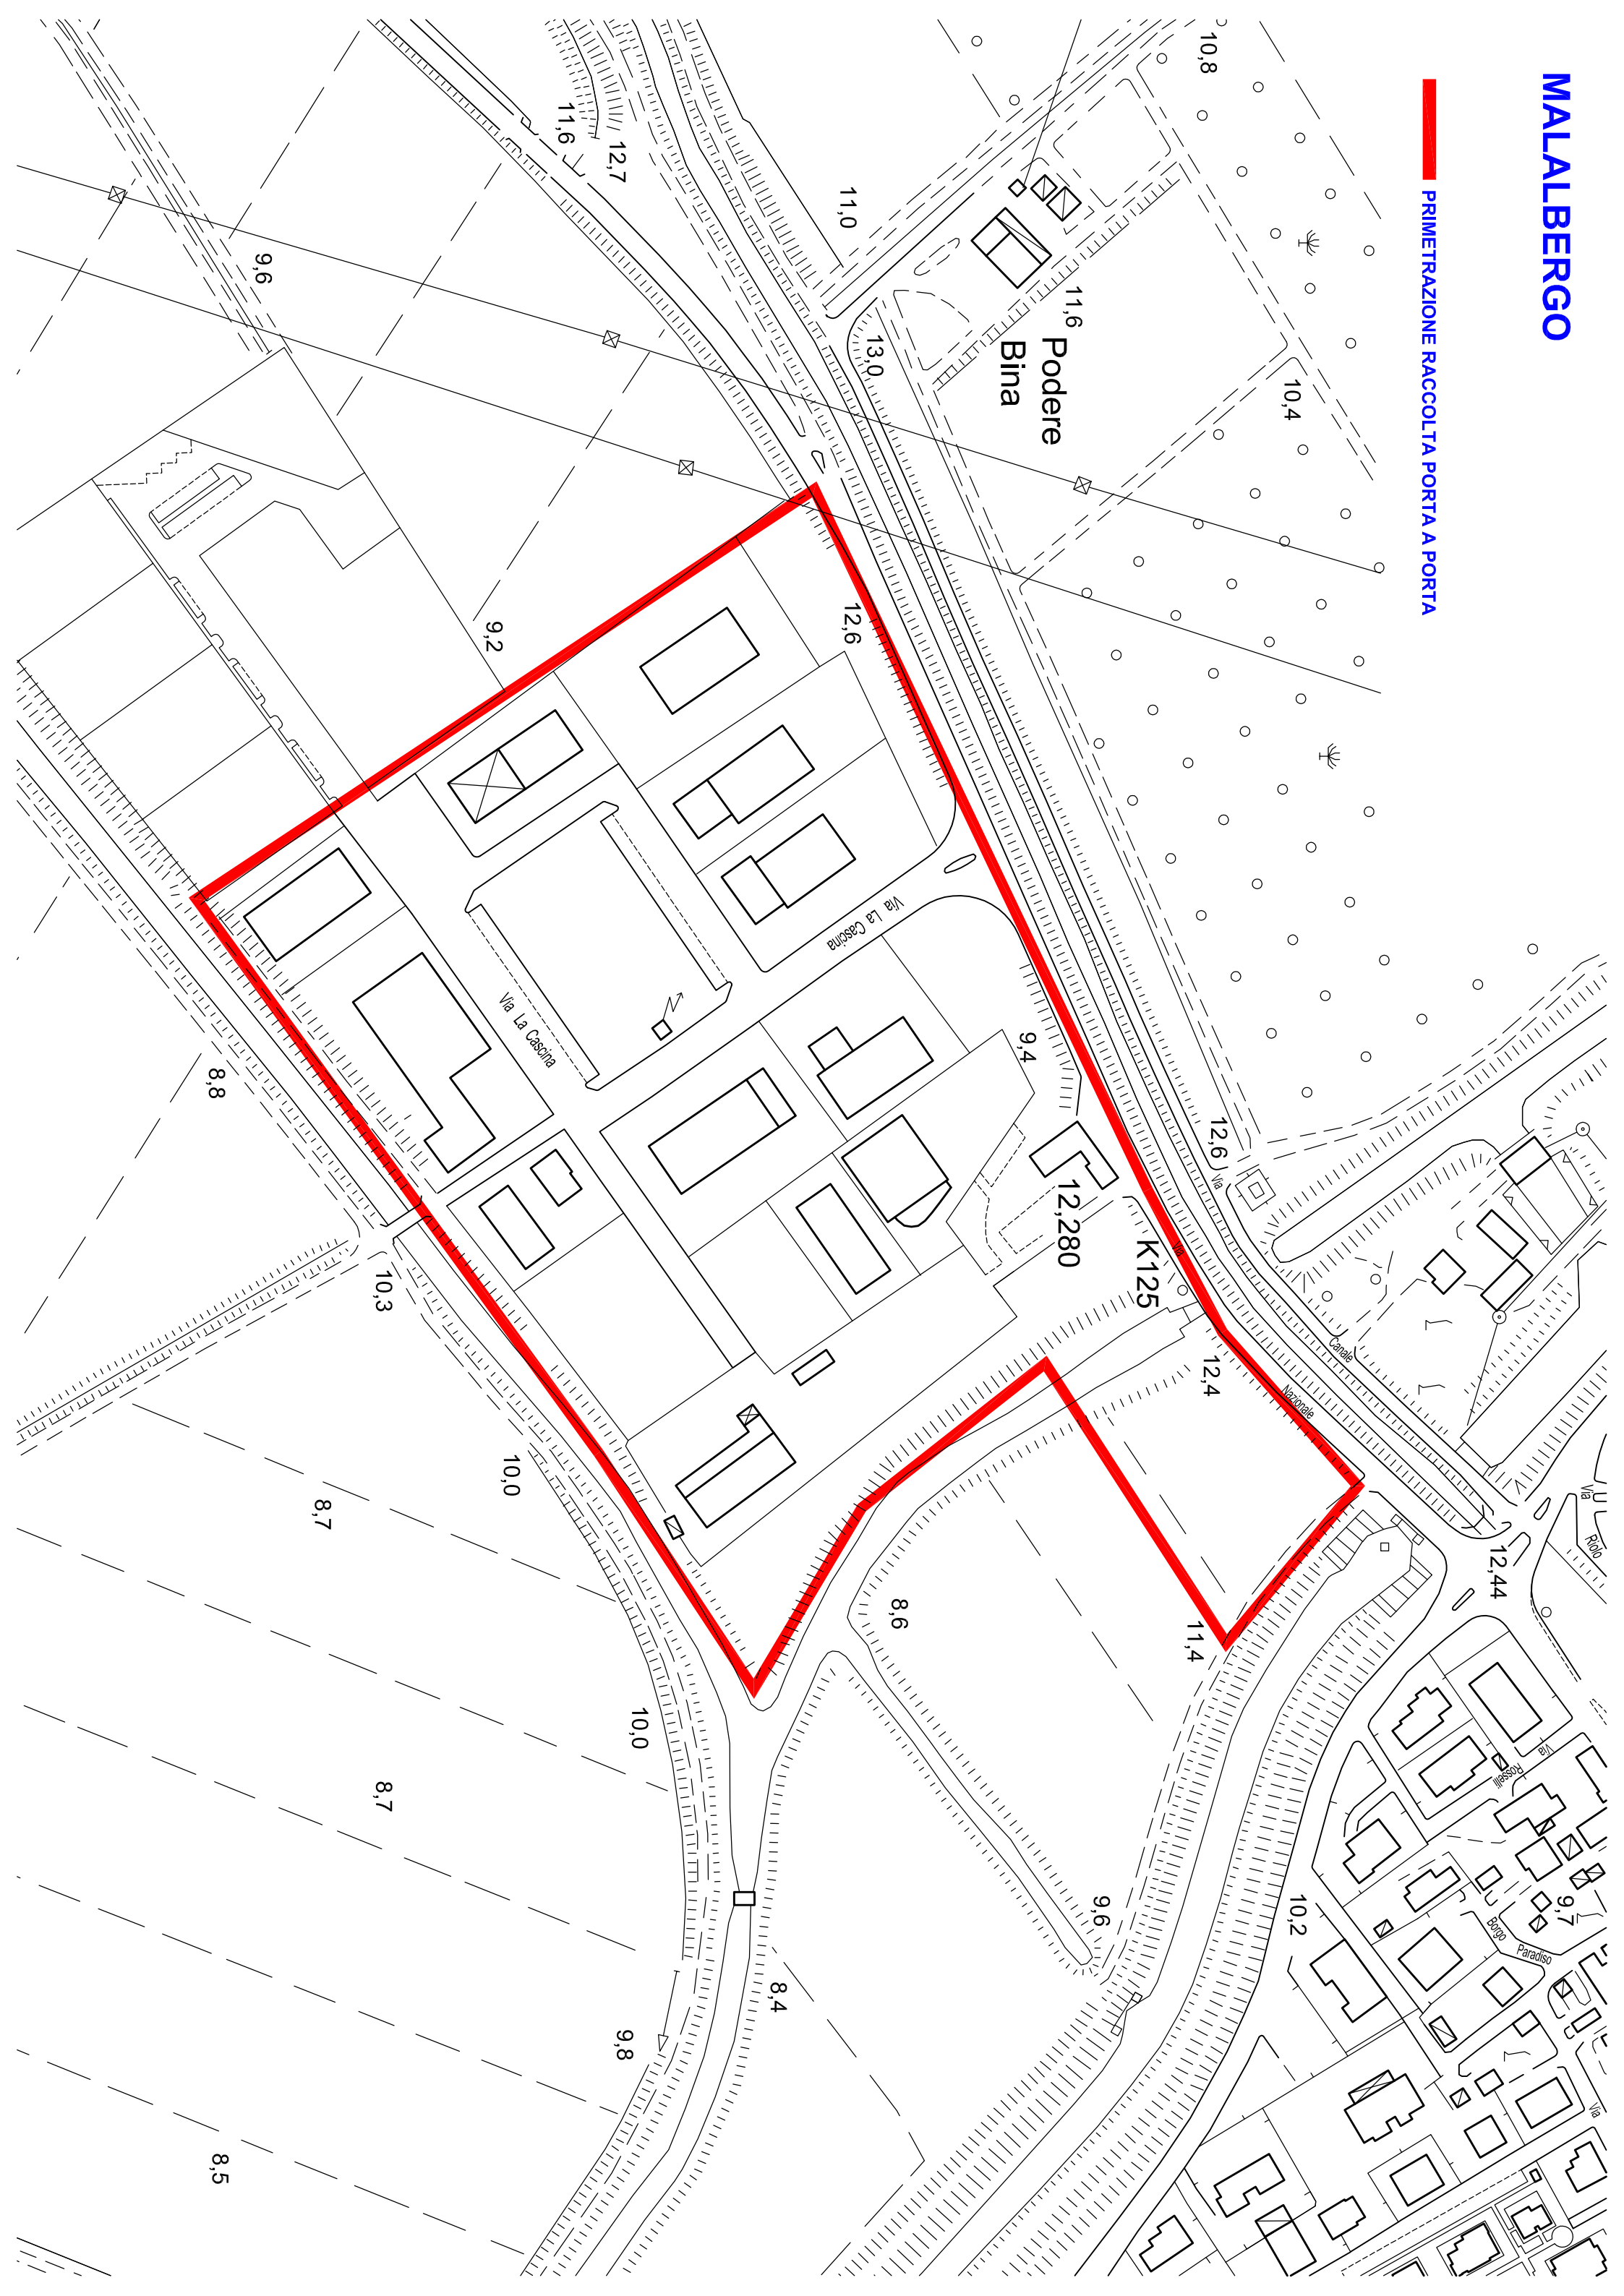 MALALBERGO
PRIMETRAZIONE RACCOLTA PORTA A PORTA
10,8
11,6
12,7
11,0
9,6
11,6
Podere
Bina
13,0
10,4
9,2
12,6
Via La Cascina
Via La Cascina
9,4
8,8
12,6
Via
12,280
K125
Via
10,3
12,4
Canale
Nazionale
10,0
8,7
Via
Riolo
12,44
8,6
11,4
10,0
8,7
Via
Rosselli
9,6
10,2
9,7
Borgo
Paradiso
8,4
9,8
Via
8,5